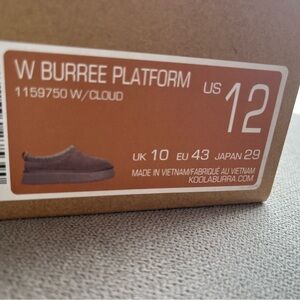 W BURREE PLATFORM
1159750 W/CLOUD
US 12
UK 10 EU 43 JAPAN 29
MADE IN VIETNAM/FABRIQUÉ AU VIETNAM
KOOLABURRA.COM